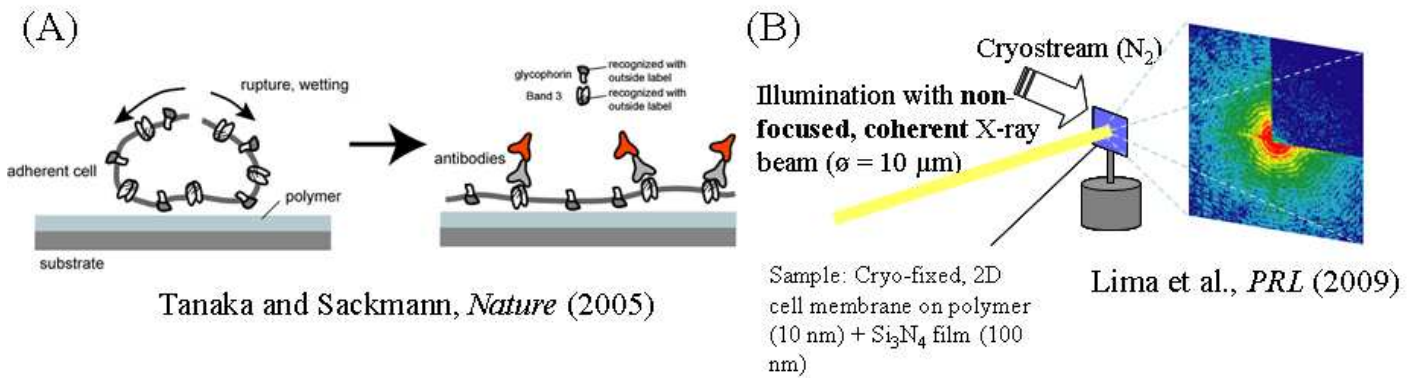 (A)
rupture, wetting
adherent cell
polymer
substrate
glycophorin
recognized with
outside label
Band 3
recognized with
outside label
antibodies
Tanaka and Sackmann, Nature (2005)
(B)
Cryostream (N₂)
Illumination with non-
focused, coherent X-ray
beam (ø = 10 μm)
Sample: Cryo-fixed, 2D
cell membrane on polymer
(10 nm) + Si₃N₄ film (100
nm)
Lima et al., PRL (2009)